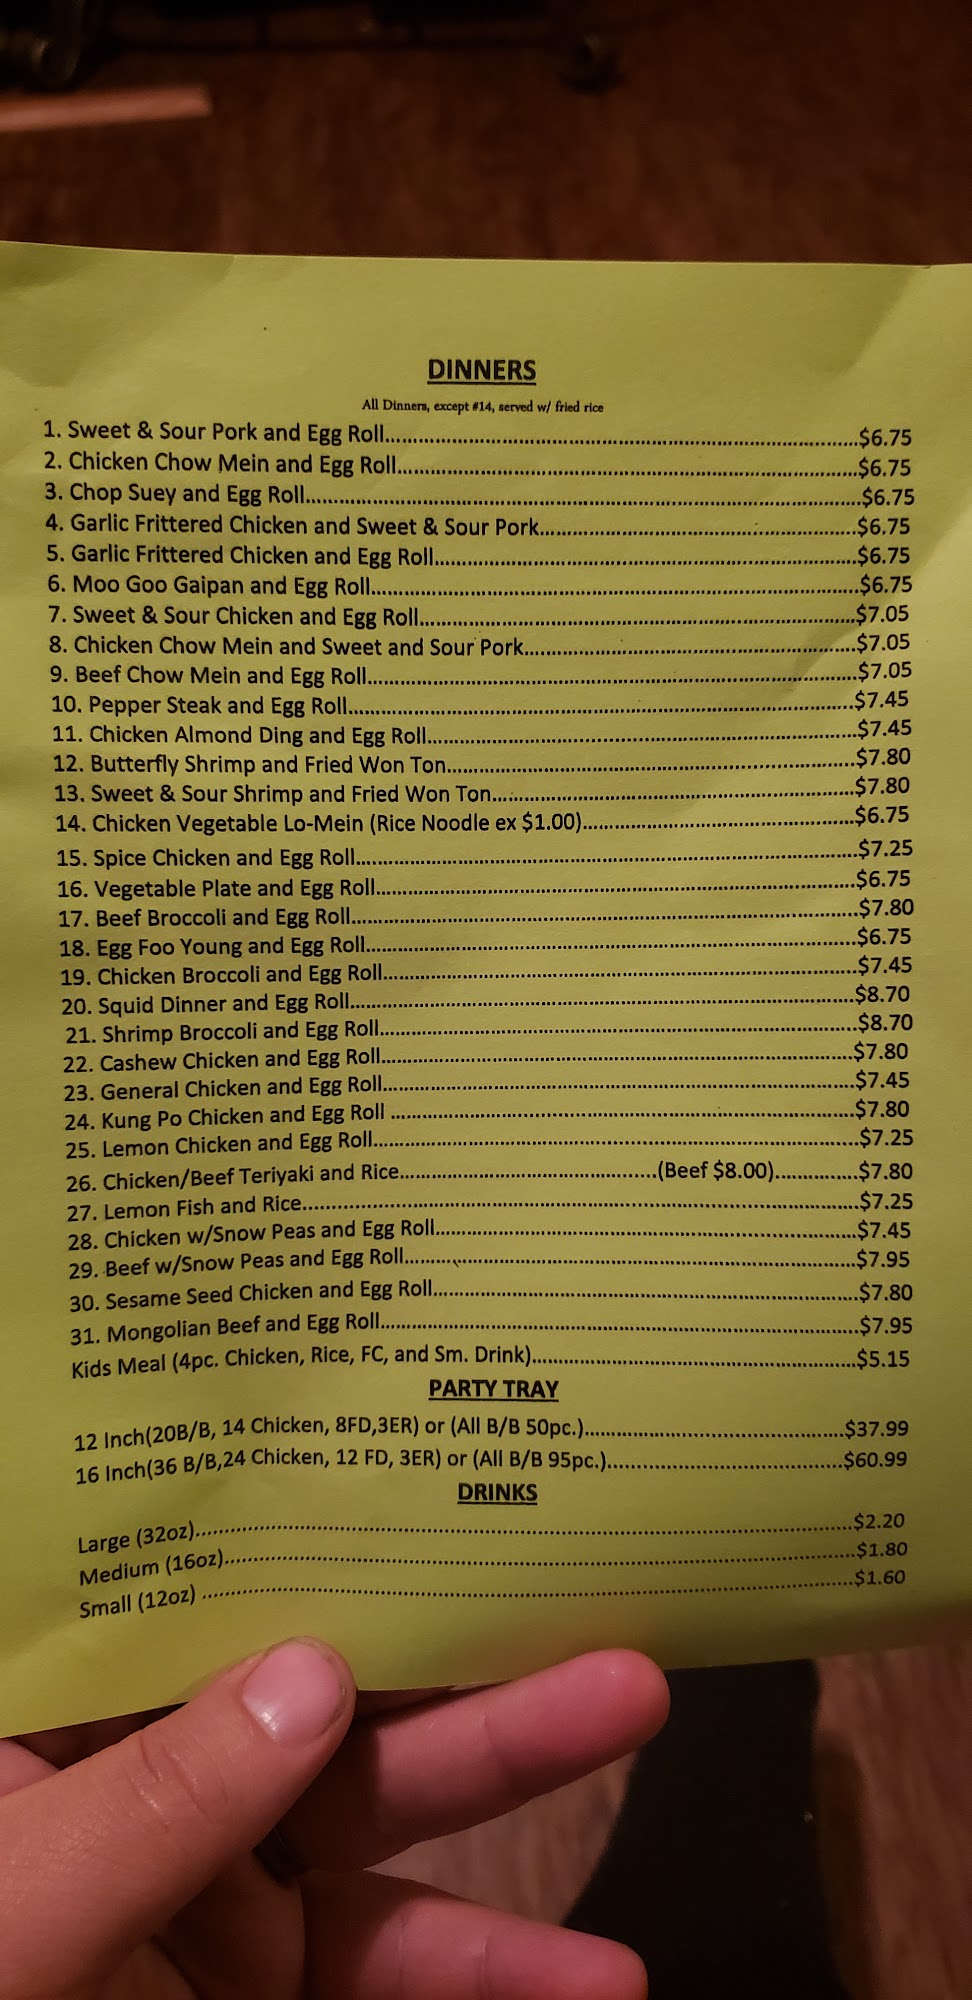 DINNERS
All Dinners, except #14, served w/ fried rice
1. Sweet & Sour Pork and Egg Roll....................$6.75
2. Chicken Chow Mein and Egg Roll....................$6.75
3. Chop Suey and Egg Roll....................$6.75
4. Garlic Frittered Chicken and Sweet & Sour Pork....................$6.75
5. Garlic Frittered Chicken and Egg Roll....................$6.75
6. Moo Goo Gaipan and Egg Roll....................$6.75
7. Sweet & Sour Chicken and Egg Roll....................$7.05
8. Chicken Chow Mein and Sweet and Sour Pork....................$7.05
9. Beef Chow Mein and Egg Roll....................$7.05
10. Pepper Steak and Egg Roll....................$7.45
11. Chicken Almond Ding and Egg Roll....................$7.45
12. Butterfly Shrimp and Fried Won Ton....................$7.80
13. Sweet & Sour Shrimp and Fried Won Ton....................$7.80
14. Chicken Vegetable Lo-Mein (Rice Noodle ex $1.00)....................$6.75
15. Spice Chicken and Egg Roll....................$7.25
16. Vegetable Plate and Egg Roll....................$6.75
17. Beef Broccoli and Egg Roll....................$7.80
18. Egg Foo Young and Egg Roll....................$6.75
19. Chicken Broccoli and Egg Roll....................$7.45
20. Squid Dinner and Egg Roll....................$8.70
21. Shrimp Broccoli and Egg Roll....................$8.70
22. Cashew Chicken and Egg Roll....................$7.80
23. General Chicken and Egg Roll....................$7.45
24. Kung Po Chicken and Egg Roll ....................$7.80
25. Lemon Chicken and Egg Roll....................$7.25
26. Chicken/Beef Teriyaki and Rice....................(Beef $8.00)..........$7.80
27. Lemon Fish and Rice....................$7.25
28. Chicken w/Snow Peas and Egg Roll....................$7.45
29. Beef w/Snow Peas and Egg Roll....................$7.95
30. Sesame Seed Chicken and Egg Roll....................$7.80
31. Mongolian Beef and Egg Roll....................$7.95
Kids Meal (4pc. Chicken, Rice, FC, and Sm. Drink)....................$5.15
PARTY TRAY
12 Inch(20B/B, 14 Chicken, 8FD,3ER) or (All B/B 50pc.)....................$37.99
16 Inch(36 B/B,24 Chicken, 12 FD, 3ER) or (All B/B 95pc.)....................$60.99
DRINKS
Large (32oz)....................$2.20
Medium (16oz)....................$1.80
Small (12oz) ....................$1.60